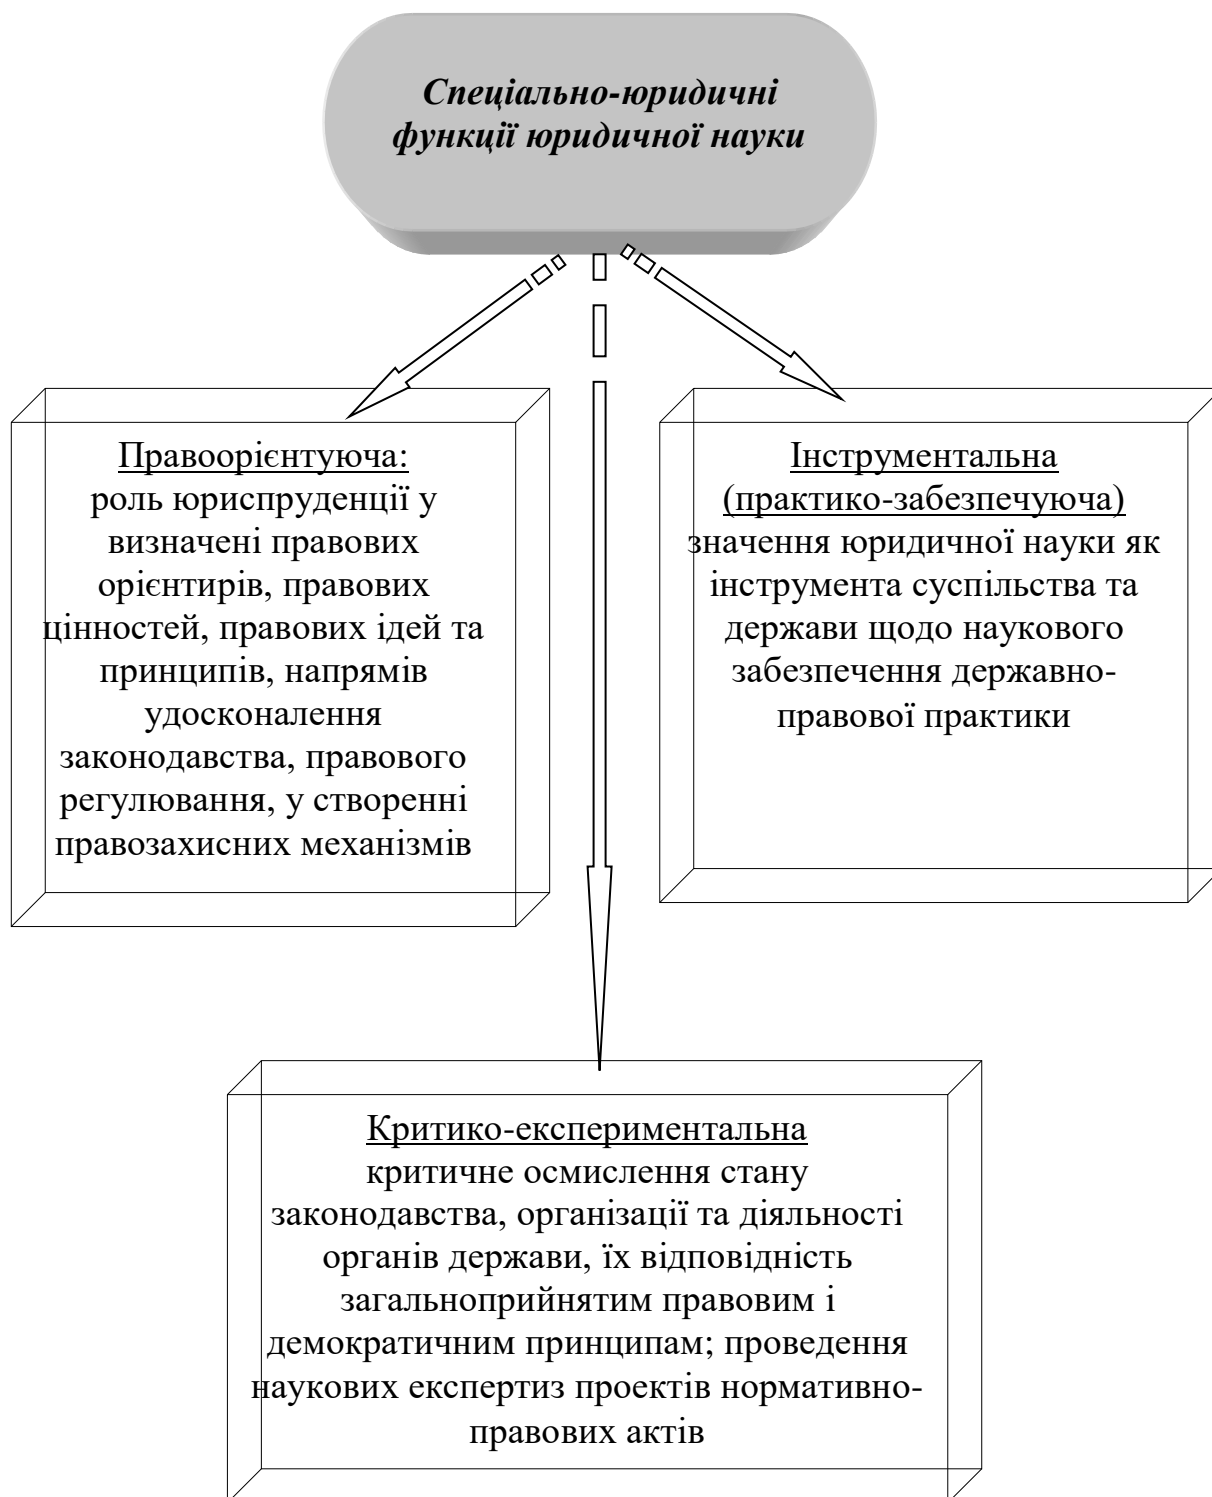 Спеціально-юридичні
функції юридичної науки
Правоорієнтуюча:
роль юриспруденції у
визначені правових
орієнтирів, правових
цінностей, правових ідей та
принципів, напрямів
удосконалення
законодавства, правового
регулювання, у створенні
правозахисних механізмів
Інструментальна
(практико-забезпечуюча)
значення юридичної науки як
інструмента суспільства та
держави щодо наукового
забезпечення державно-
правової практики
Критико-експериментальна
критичне осмислення стану
законодавства, організації та діяльності
органів держави, їх відповідність
загальноприйнятим правовим і
демократичним принципам; проведення
наукових експертиз проектів нормативно-
правових актів